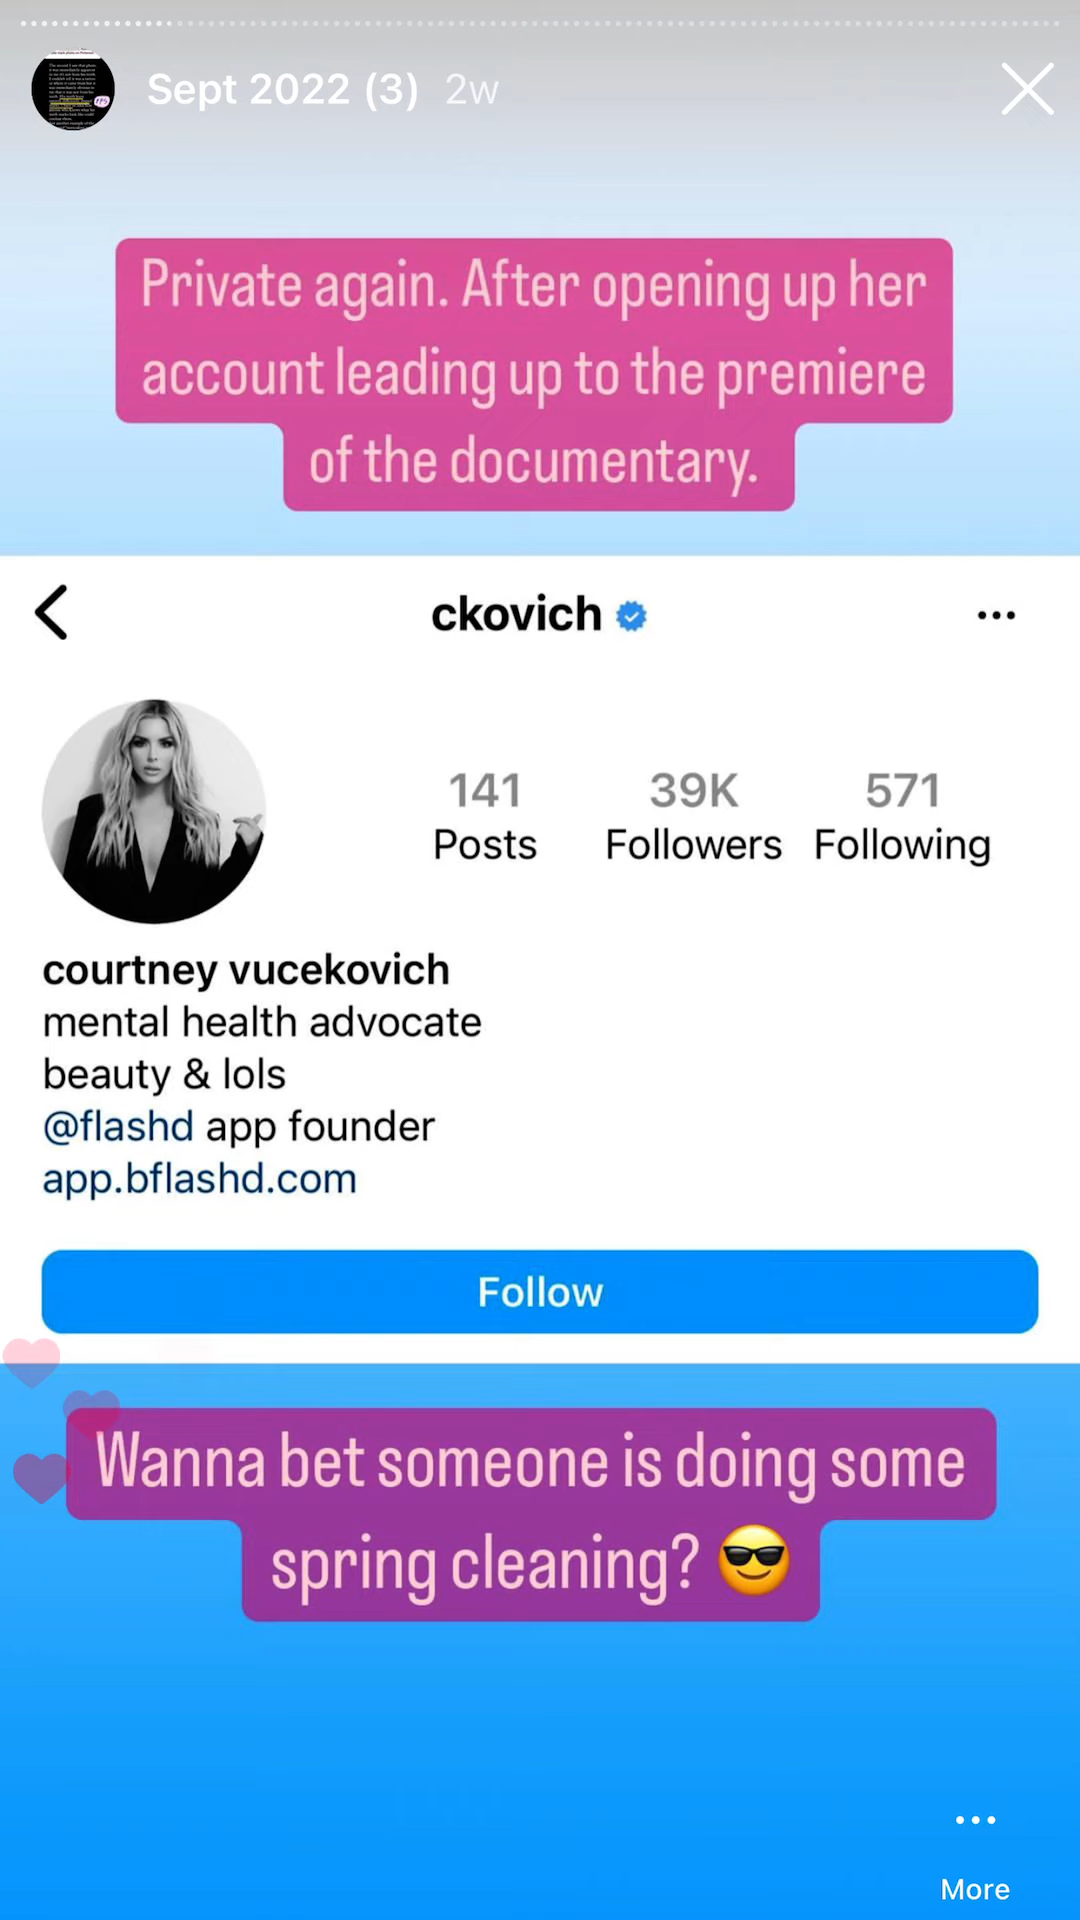 Sept 2022 (3) 2w
Private again. After opening up her
account leading up to the premiere
of the documentary.
ckovich
141 39K 571
Posts Followers Following
courtney vucekovich
mental health advocate
beauty & lols
@flashd app founder
app.bflashd.com
Follow
Wanna bet someone is doing some
spring cleaning? 😎
More